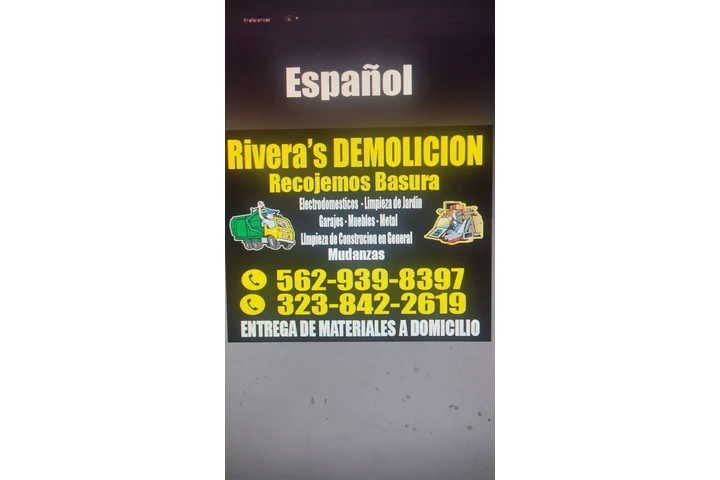 Preferences
Español
Rivera's DEMOLICION
Recojemos Basura
Electrodomesticos - Limpieza de Jardin
Garajes - Muebles - Metal
LImpieza de Construcion en General
Mudanzas
562-939-8397
323-842-2619
ENTREGA DE MATERIALES A DOMICILIO